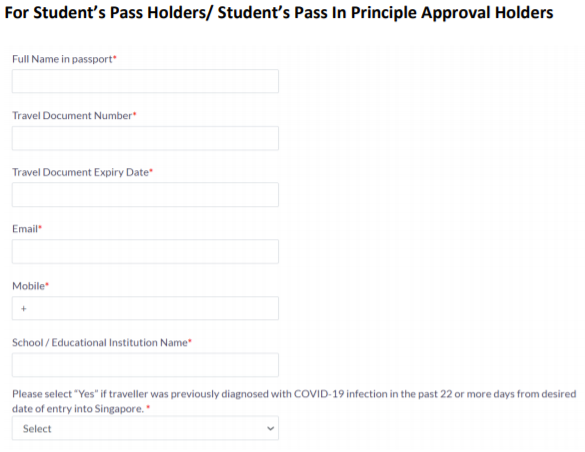 For Student’s Pass Holders/ Student’s Pass In Principle Approval Holders
Full Name in passport*
Travel Document Number*
Travel Document Expiry Date*
Email*
Mobile*
+
School / Educational Institution Name*
Please select "Yes" if traveller was previously diagnosed with COVID-19 infection in the past 22 or more days from desired
date of entry into Singapore. *
Select